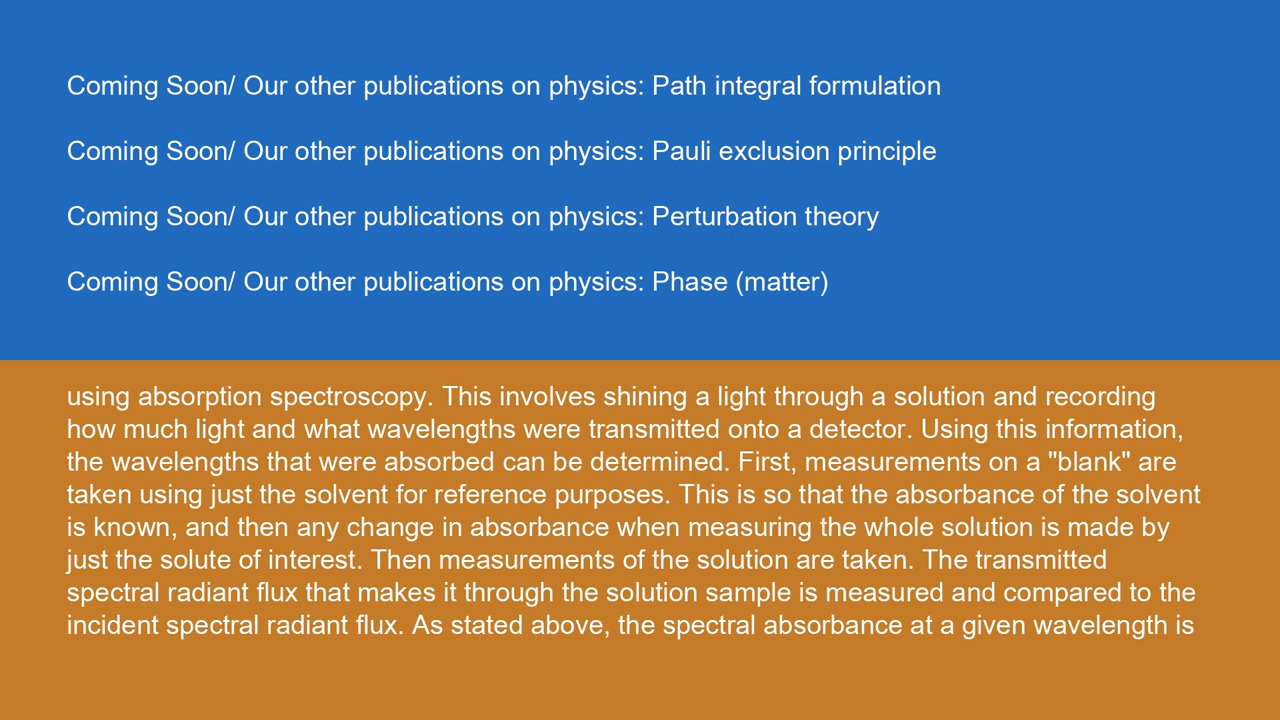 Coming Soon/ Our other publications on physics: Path integral formulation
Coming Soon/ Our other publications on physics: Pauli exclusion principle
Coming Soon/ Our other publications on physics: Perturbation theory
Coming Soon/ Our other publications on physics: Phase (matter)
using absorption spectroscopy. This involves shining a light through a solution and recording
how much light and what wavelengths were transmitted onto a detector. Using this information,
the wavelengths that were absorbed can be determined. First, measurements on a "blank" are
taken using just the solvent for reference purposes. This is so that the absorbance of the solvent
is known, and then any change in absorbance when measuring the whole solution is made by
just the solute of interest. Then measurements of the solution are taken. The transmitted
spectral radiant flux that makes it through the solution sample is measured and compared to the
incident spectral radiant flux. As stated above, the spectral absorbance at a given wavelength is